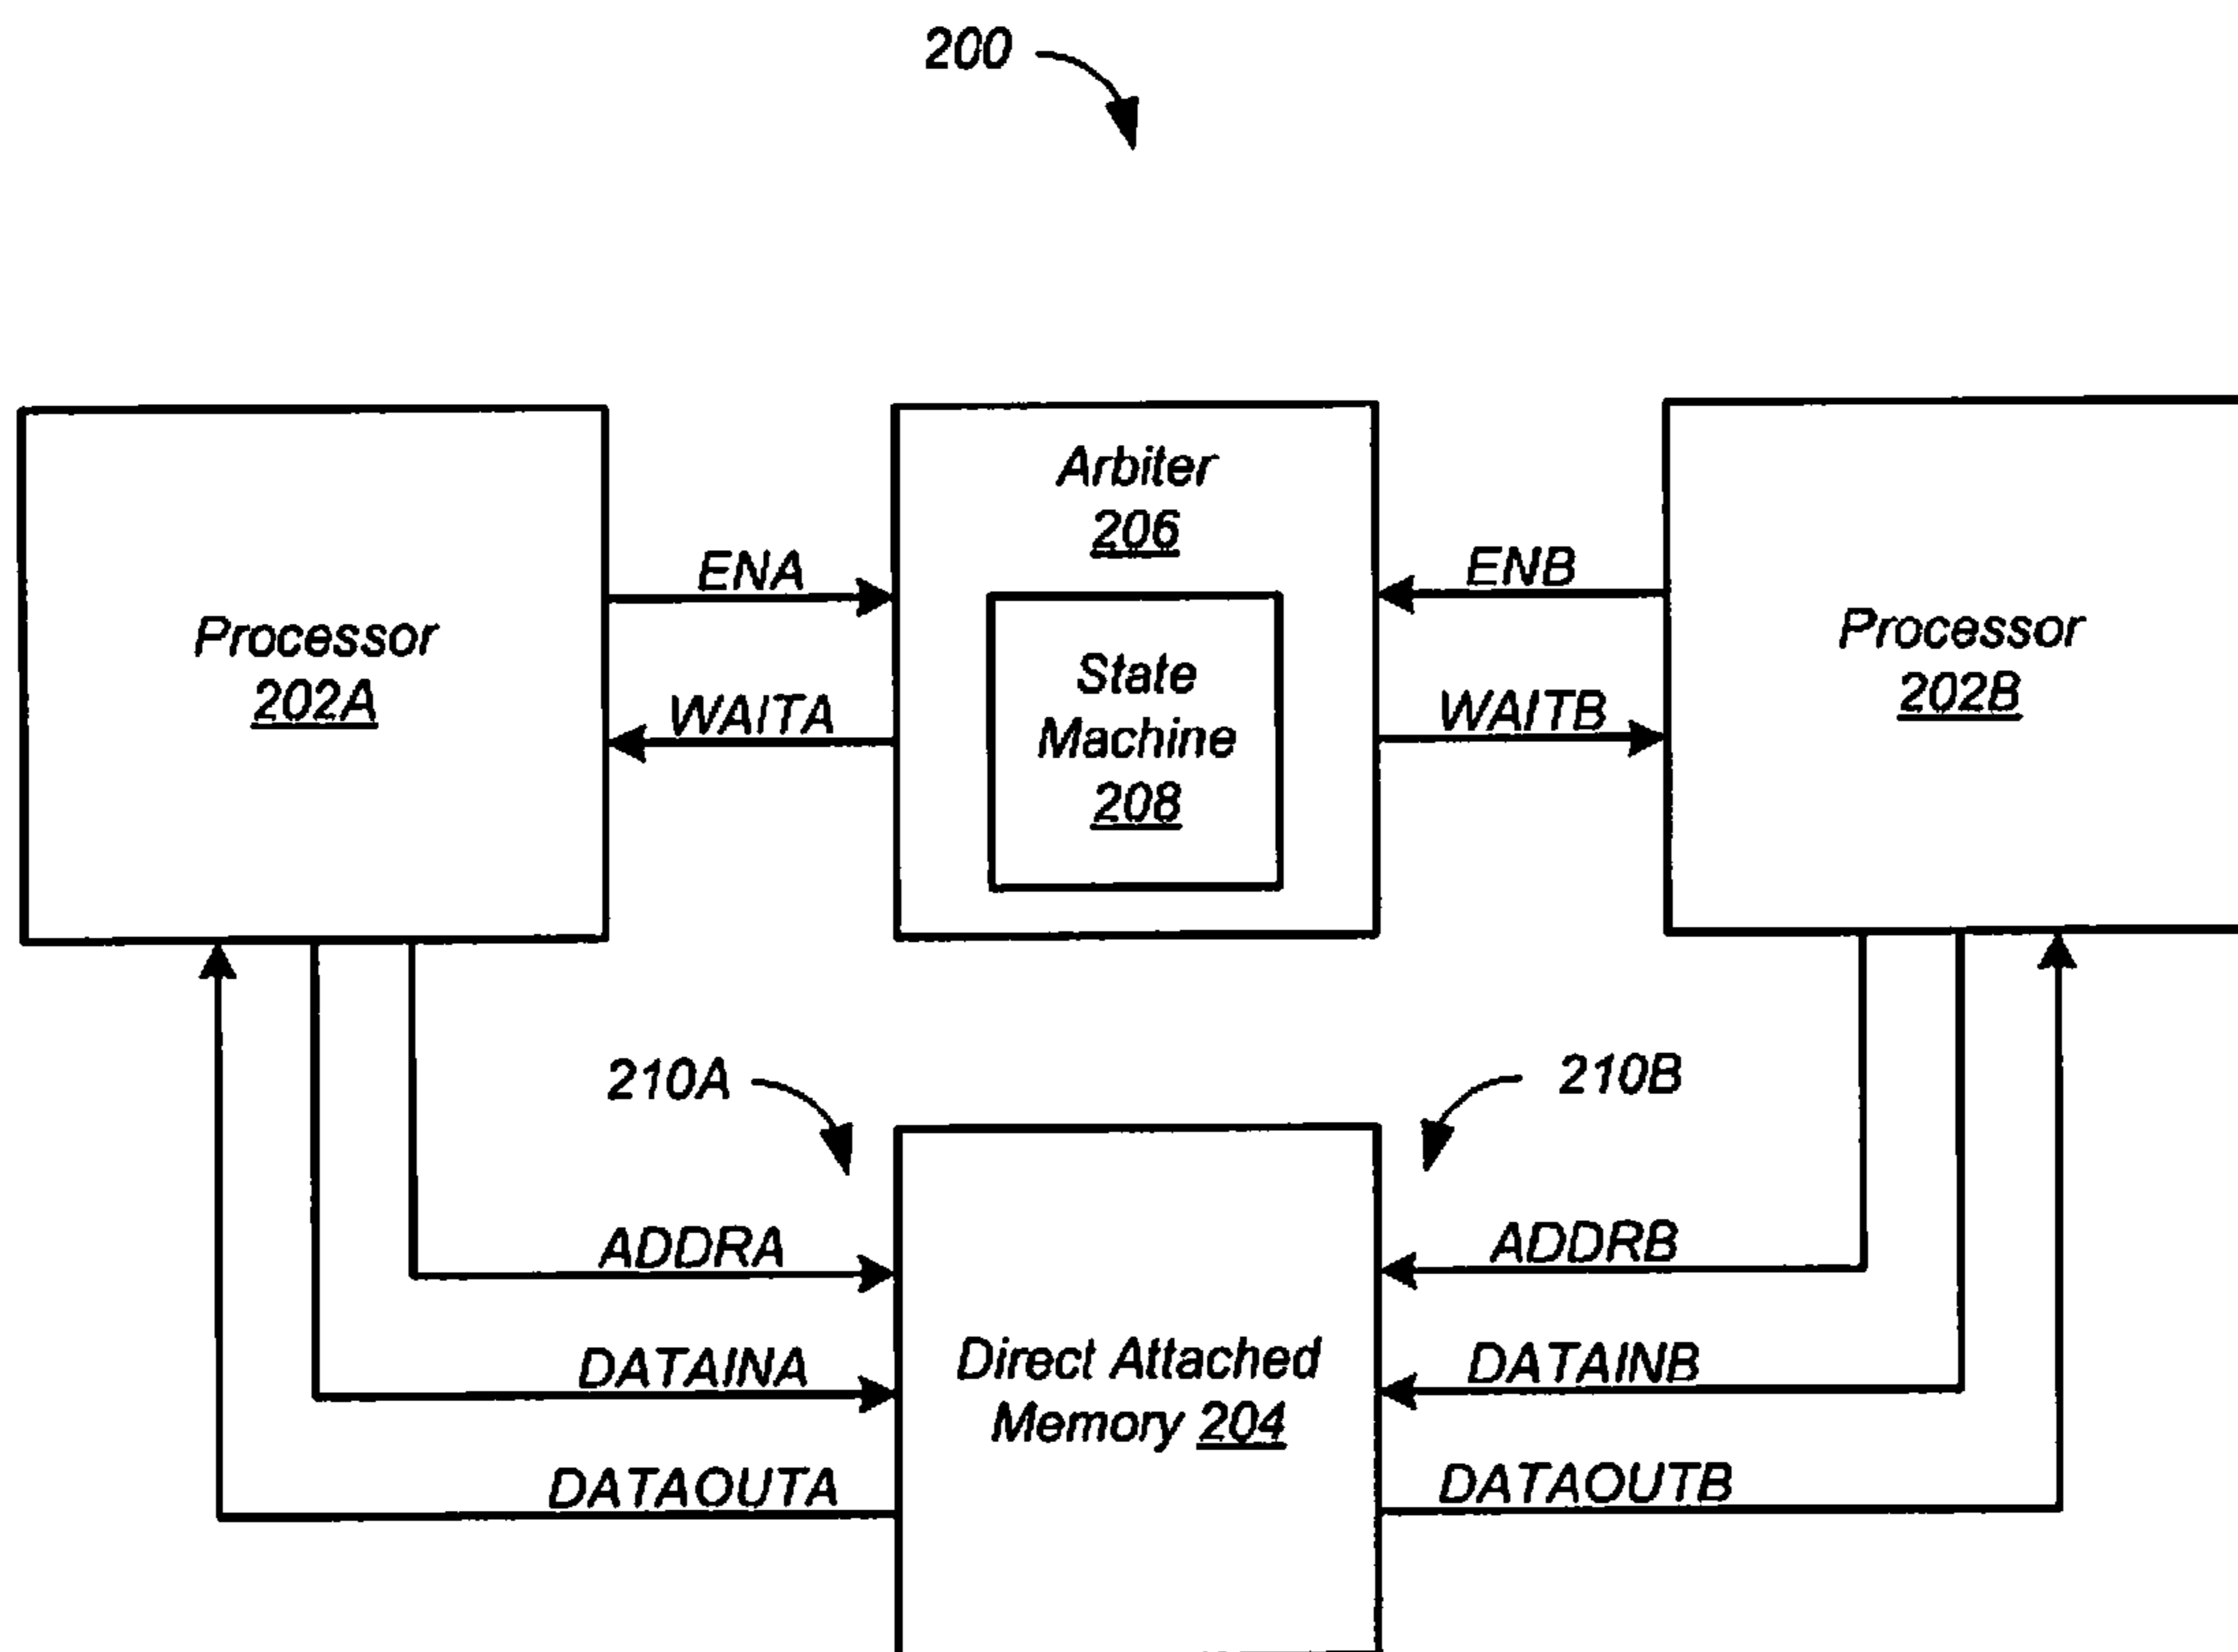 200
Arbiter
206
ENA
ENB
Processor
202A
State
Machine
208
Processor
202B
WAITA
WAITB
210A
210B
ADDRA
ADDRB
Direct Attached
Memory 204
DATAINA
DATAINB
DATAOUTA
DATAOUTB